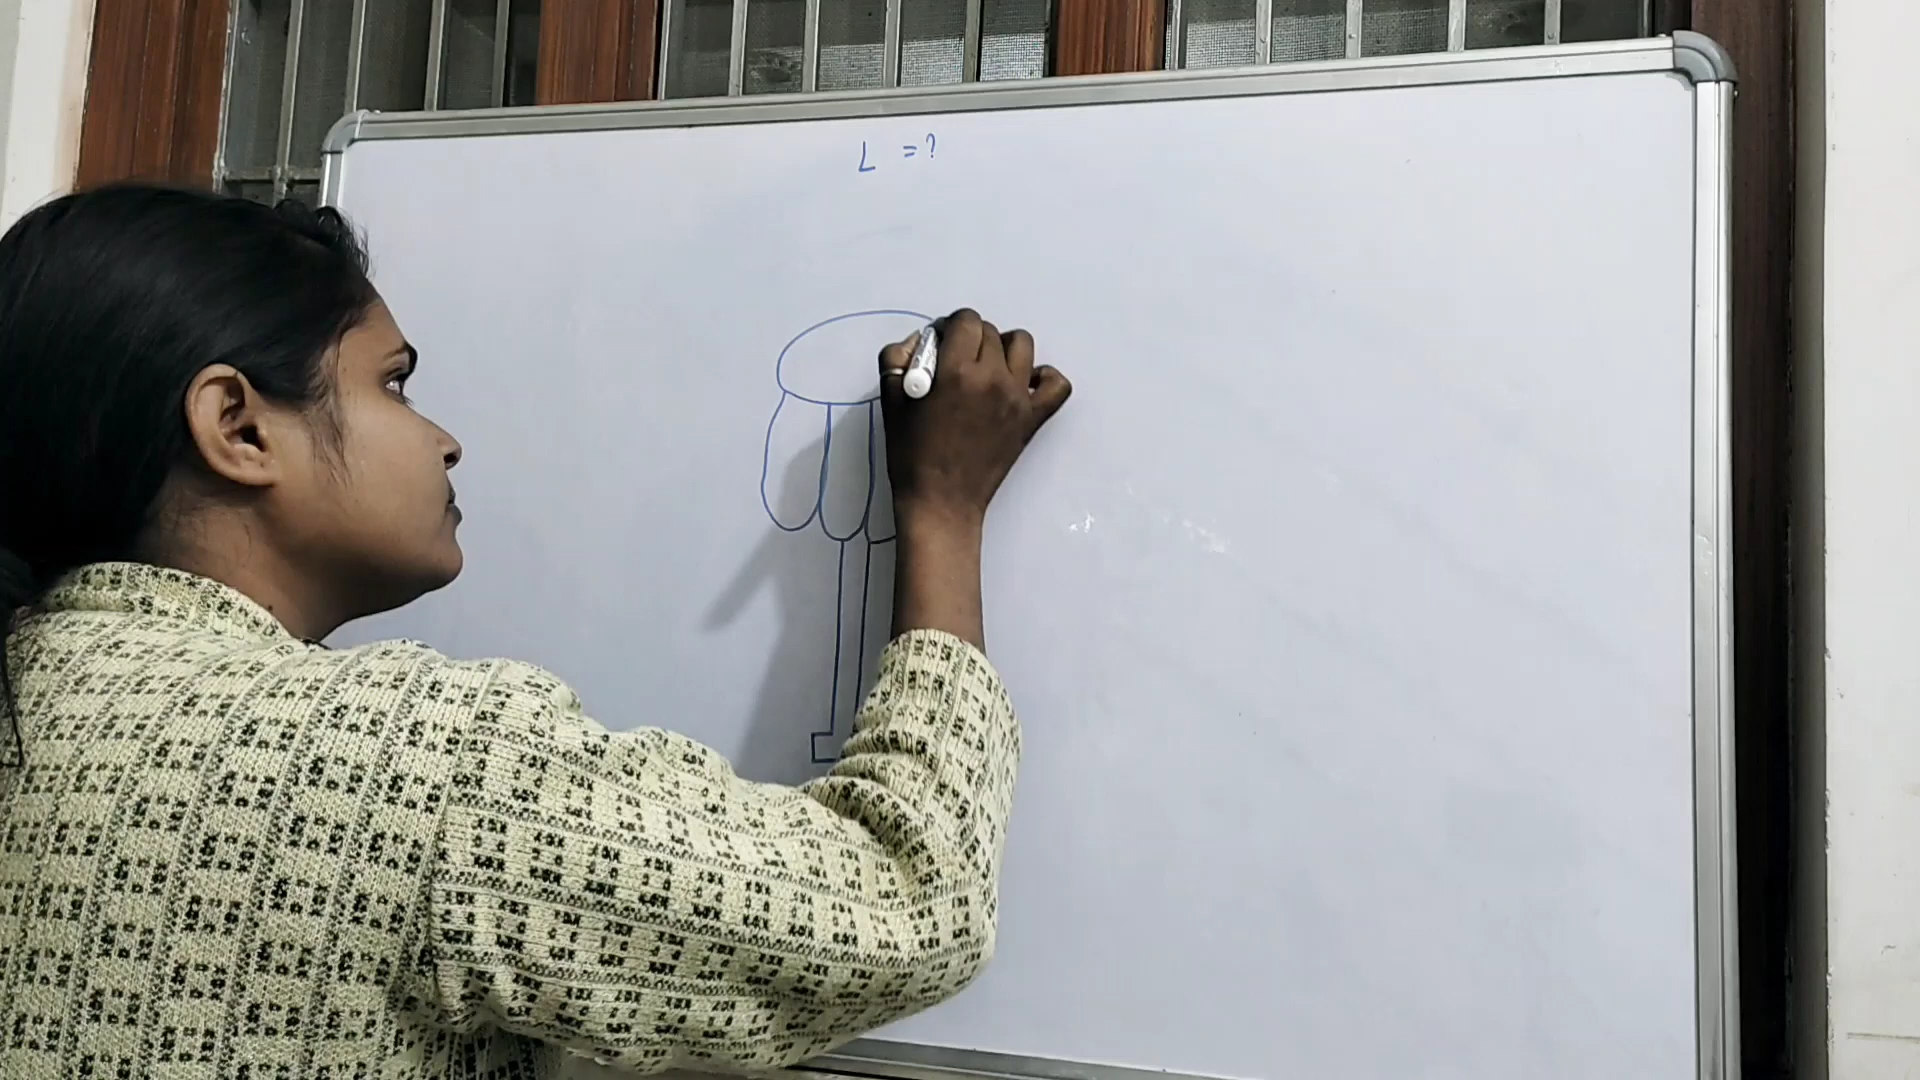 L = ?